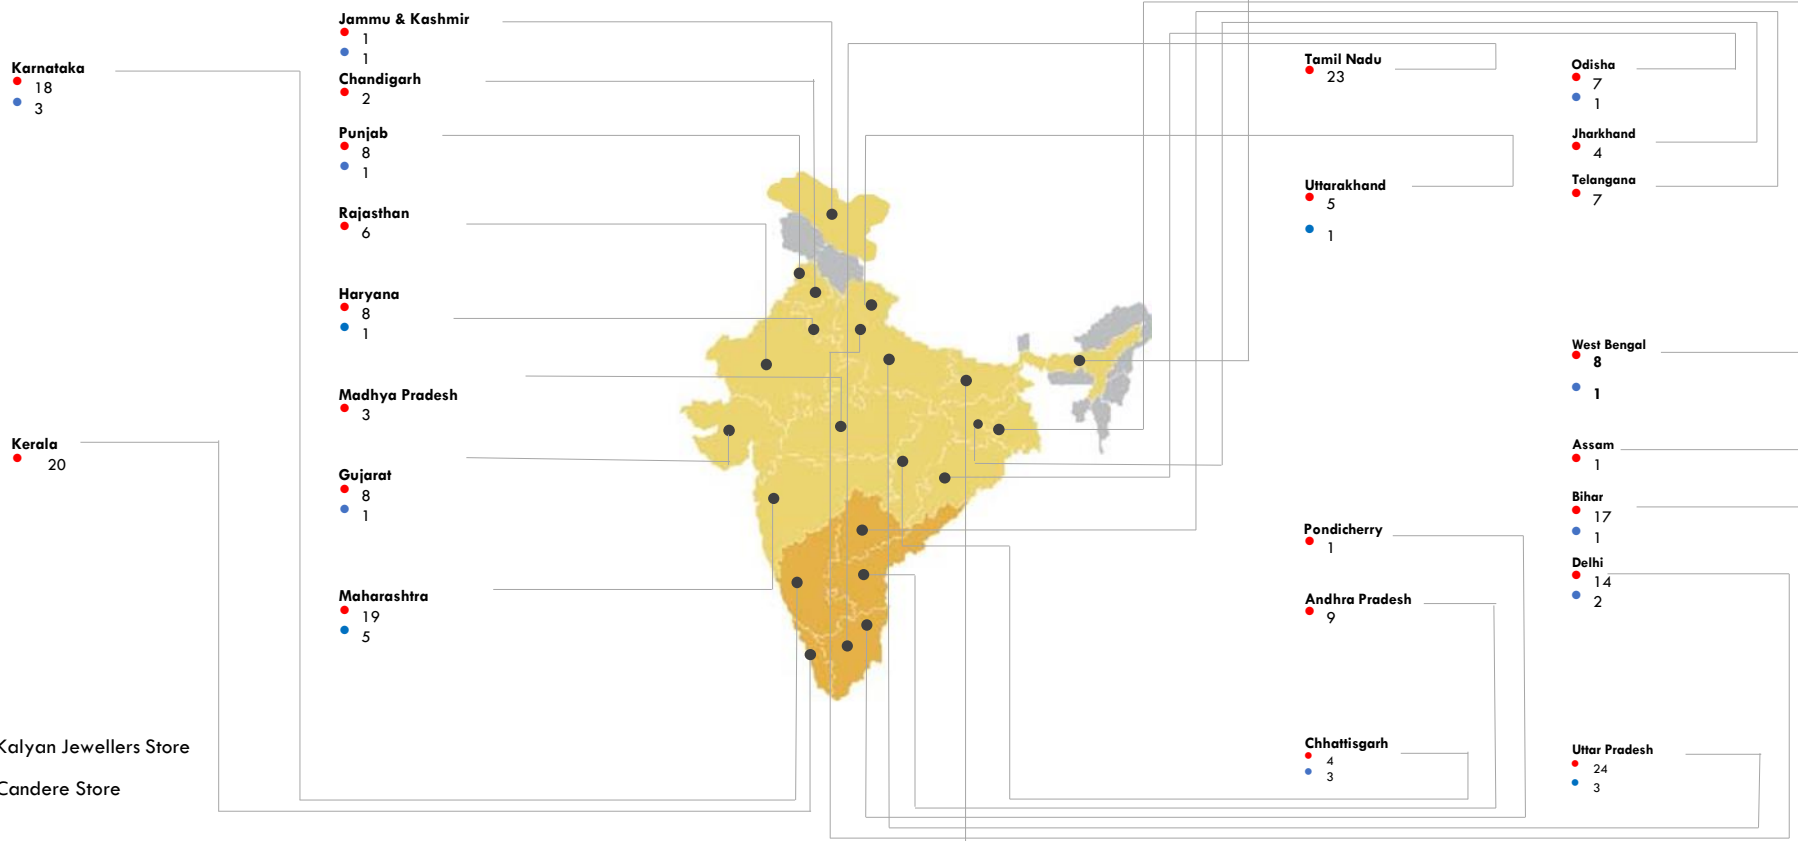 Karnataka
18
3
Kerala
20
Kalyan Jewellers Store
Candere Store
Jammu & Kashmir
1
1
Chandigarh
2
Punjab
8
1
Rajasthan
6
Haryana
8
1
Madhya Pradesh
3
Gujarat
8
1
Maharashtra
19
5
Tamil Nadu
23
Uttarakhand
5
1
Pondicherry
1
Andhra Pradesh
9
Chhattisgarh
4
3
Odisha
7
1
Jharkhand
4
Telangana
7
West Bengal
8
1
Assam
1
Bihar
17
1
Delhi
14
2
Uttar Pradesh
24
3